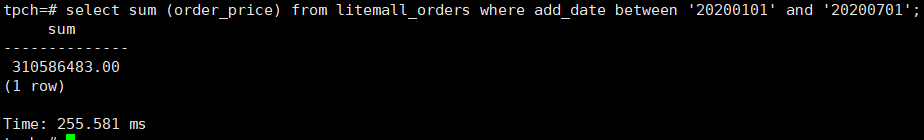 tpch=# select sum (order_price) from litemall_orders where add_date between '20200101' and '20200701';
sum
--------------
310586483.00
(1 row)
Time: 255.581 ms
tpch=#